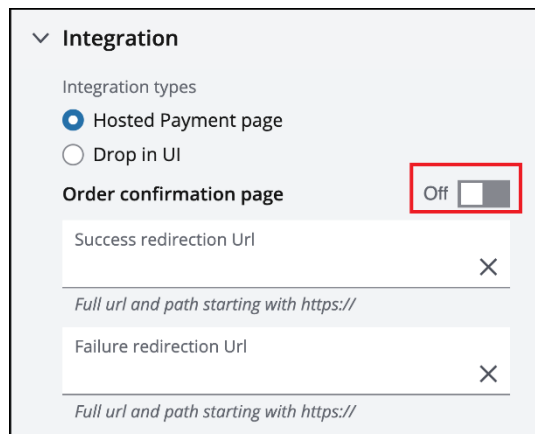 Integration
Integration types
Hosted Payment page
Drop in UI
Order confirmation page Off
Success redirection Url
Full url and path starting with https://
Failure redirection Url
Full url and path starting with https://